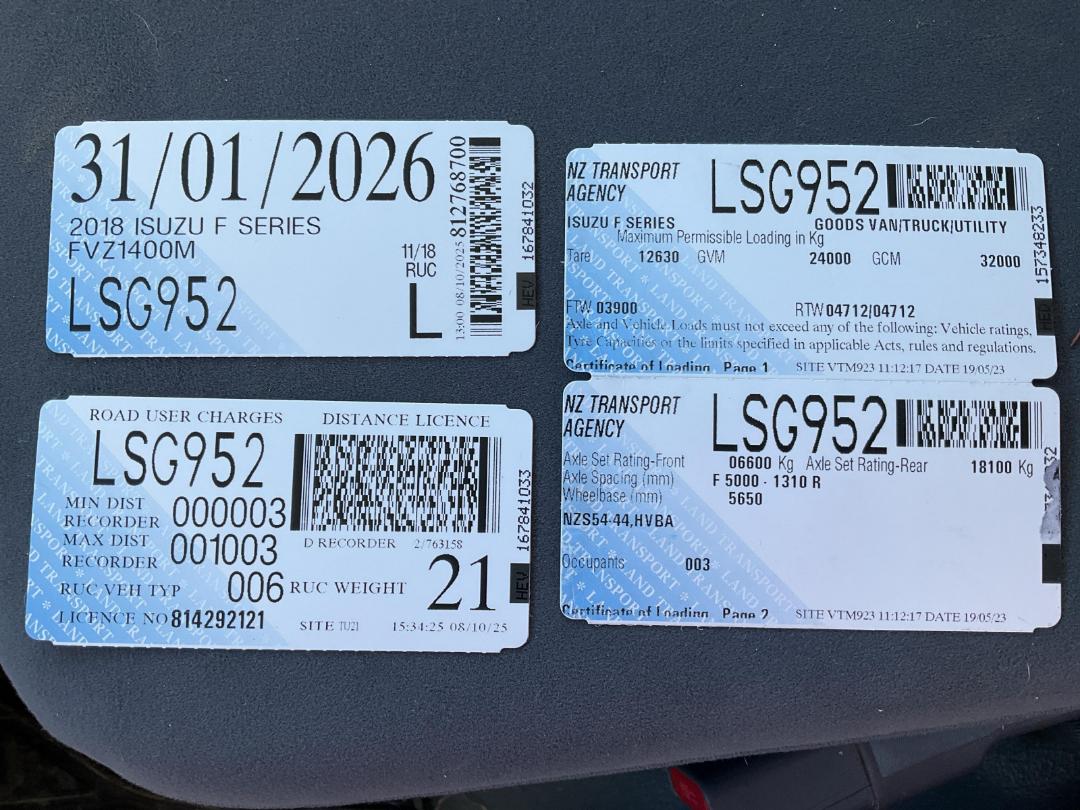 31/01/2026
2018 ISUZU F SERIES
FVZ1400M
11/18
RUC
LSG952
L
13:00 08/10/2025
812768700
167841032
HEV
ROAD USER CHARGES DISTANCE LICENCE
LSG952
MIN DIST
RECORDER 000003
MAX DIST
RECORDER 001003
D RECORDER 2/763158
RUC VEH TYP 006 RUC WEIGHT 21
LICENCE NO 814292121 SITE TU21 15:34:25 08/10/25
167841033
HEV
NZ TRANSPORT
AGENCY
LSG952
ISUZU F SERIES GOODS VAN/TRUCK/UTILITY
Maximum Permissible Loading in Kg
Tare 12630 GVM 24000 GCM 32000
FTW 03900 RTW 04712/04712
Axle and Vehicle Loads must not exceed any of the following: Vehicle ratings,
Tyre Capacities or the limits specified in applicable Acts, rules and regulations.
Certificate of Loading Page 1 SITE VTM923 11:12:17 DATE 19/05/23
157348233
HEV
NZ TRANSPORT
AGENCY
LSG952
Axle Set Rating-Front 06600 Kg Axle Set Rating-Rear 18100 Kg
Axle Spacing (mm) F 5000 - 1310 R
Wheelbase (mm) 5650
NZS54-44,HVBA
Occupants 003
Certificate of Loading Page 2 SITE VTM923 11:12:17 DATE 19/05/23